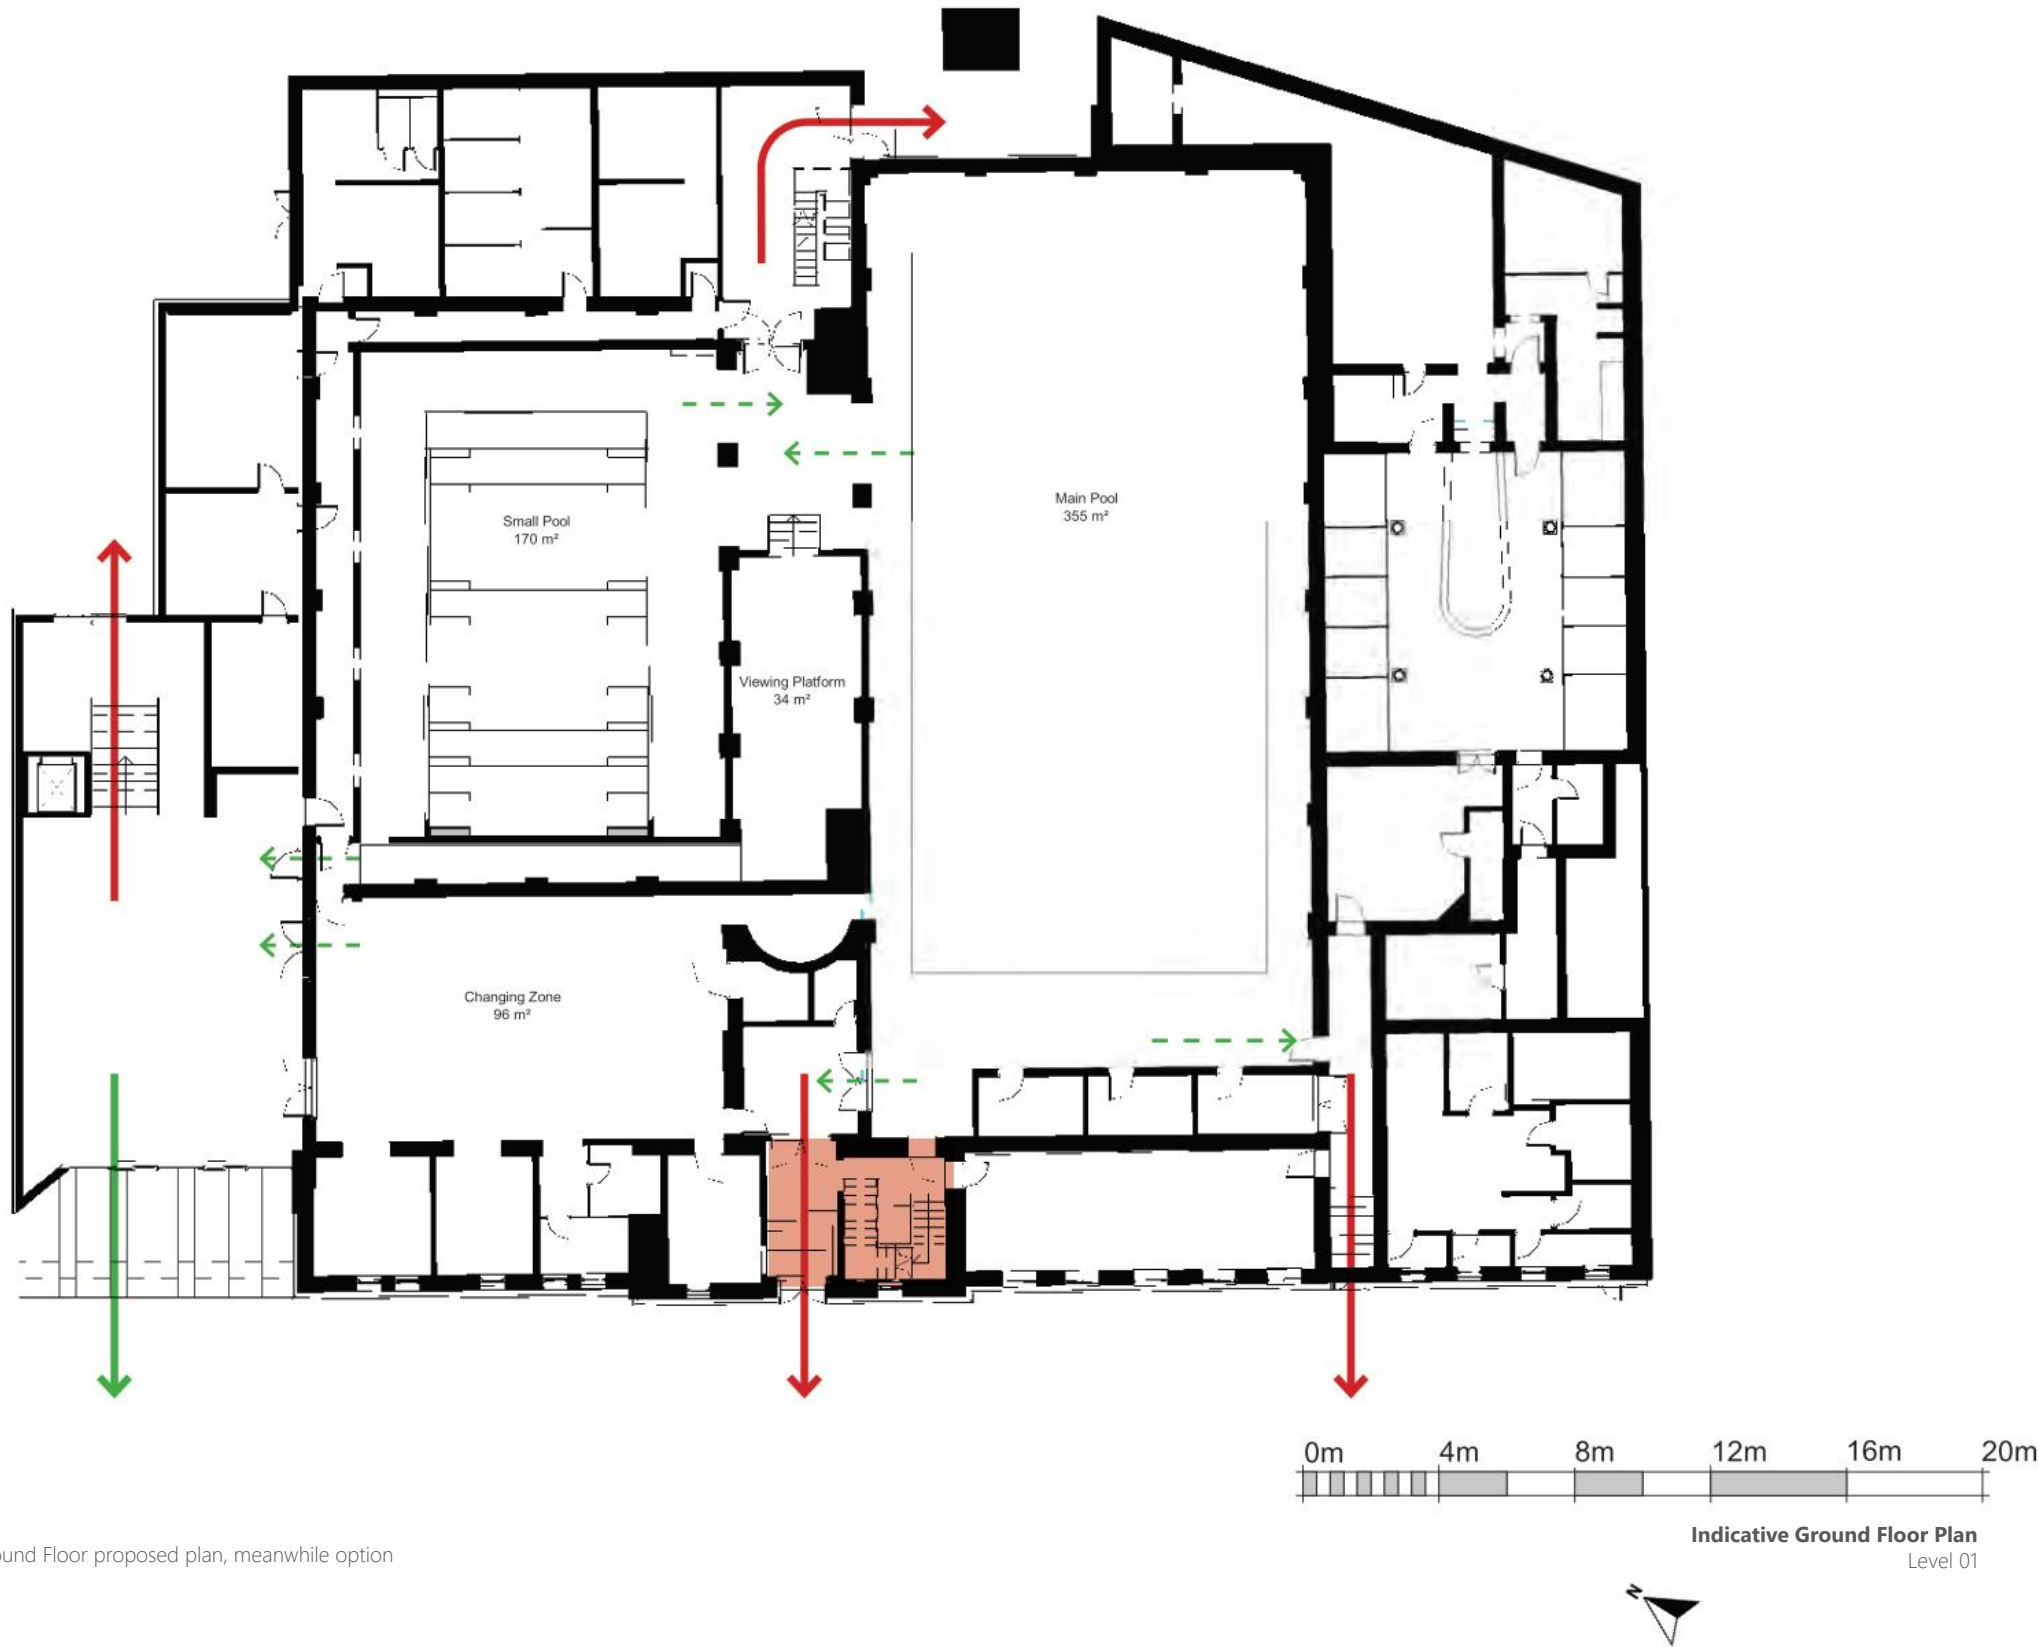 Main Pool
355 m²
Small Pool
170 m²
Viewing Platform
34 m²
Changing Zone
96 m²
0m 4m 8m 12m 16m 20m
Indicative Ground Floor Plan
Level 01
und Floor proposed plan, meanwhile option
N